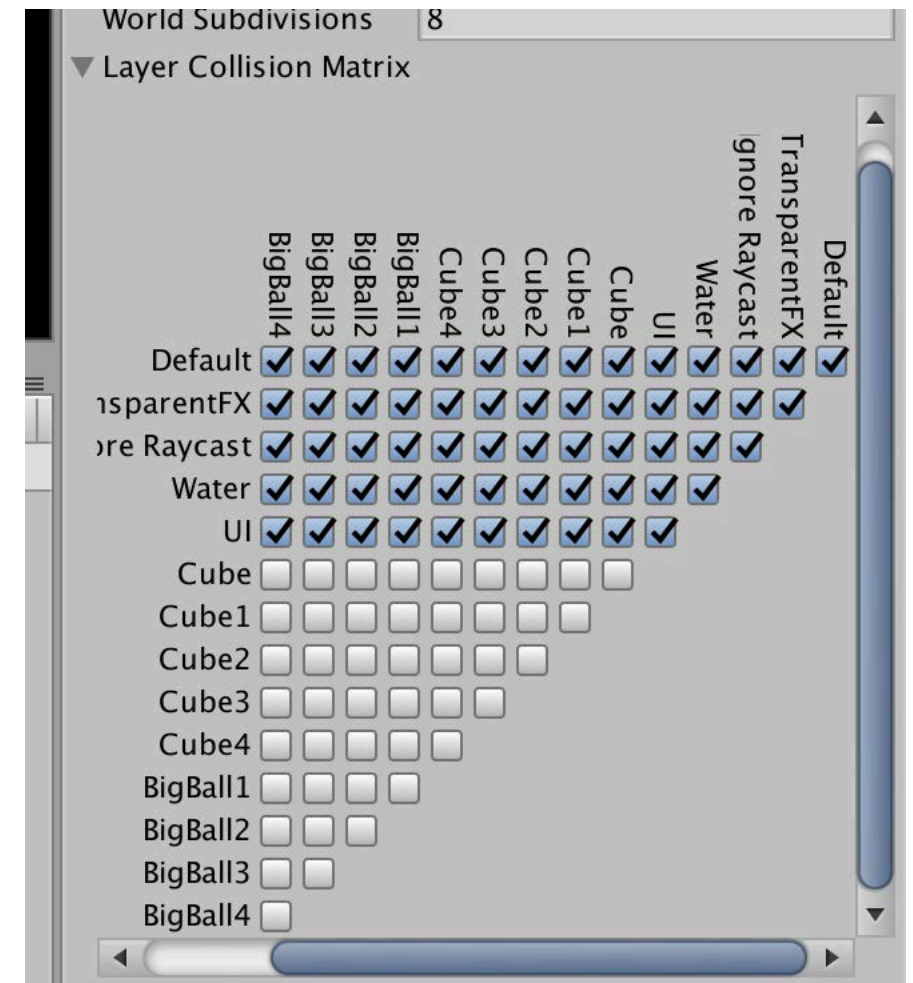 World Subdivisions 8
Layer Collision Matrix
BigBall4 BigBall3 BigBall2 BigBall1 Cube4 Cube3 Cube2 Cube1 Cube UI Water gnore Raycast TransparentFX Default
Default
nsparentFX
ore Raycast
Water
UI
Cube
Cube1
Cube2
Cube3
Cube4
BigBall1
BigBall2
BigBall3
BigBall4